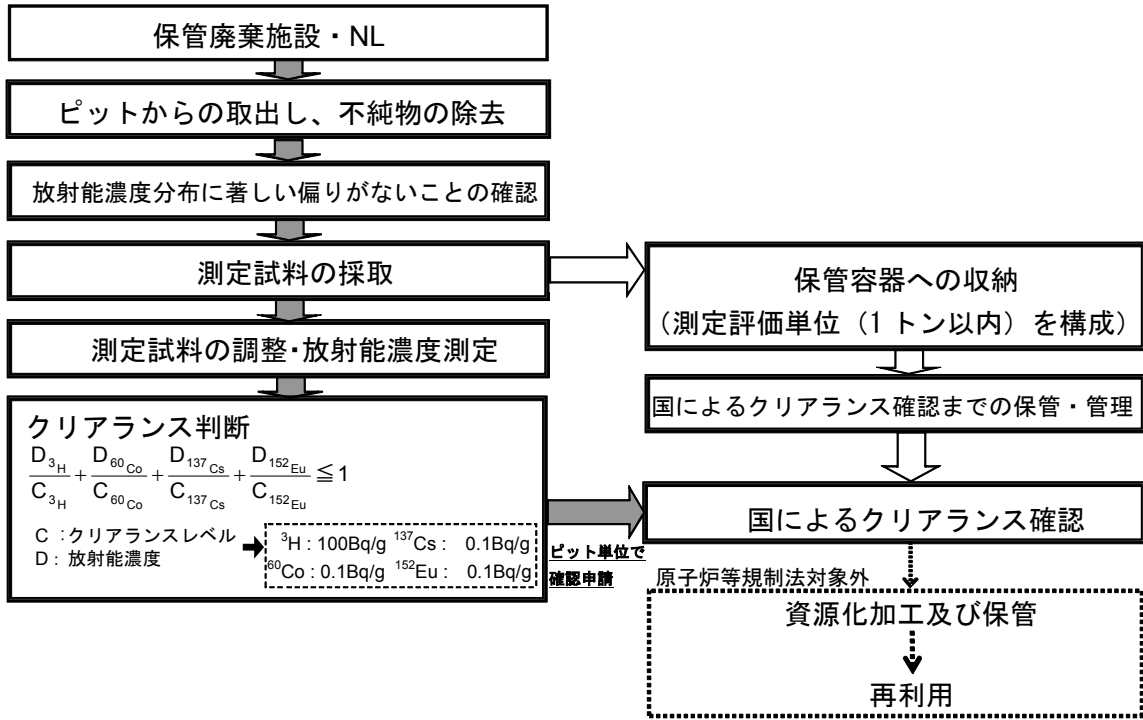 保管廃棄施設・NL
ピットからの取出し、不純物の除去
放射能濃度分布に著しい偏りがないことの確認
測定試料の採取
測定試料の調整・放射能濃度測定
クリアランス判断
D₃H/C₃H + D₆₀Co/C₆₀Co + D₁₃₇Cs/C₁₃₇Cs + D₁₅₂Eu/C₁₅₂Eu ≦ 1
C :クリアランスレベル
D: 放射能濃度
³H : 100Bq/g ¹³⁷Cs : 0.1Bq/g
⁶⁰Co : 0.1Bq/g ¹⁵²Eu : 0.1Bq/g
ピット単位で
確認申請
保管容器への収納
(測定評価単位(1 トン以内)を構成)
国によるクリアランス確認までの保管・管理
国によるクリアランス確認
原子炉等規制法対象外
資源化加工及び保管
再利用